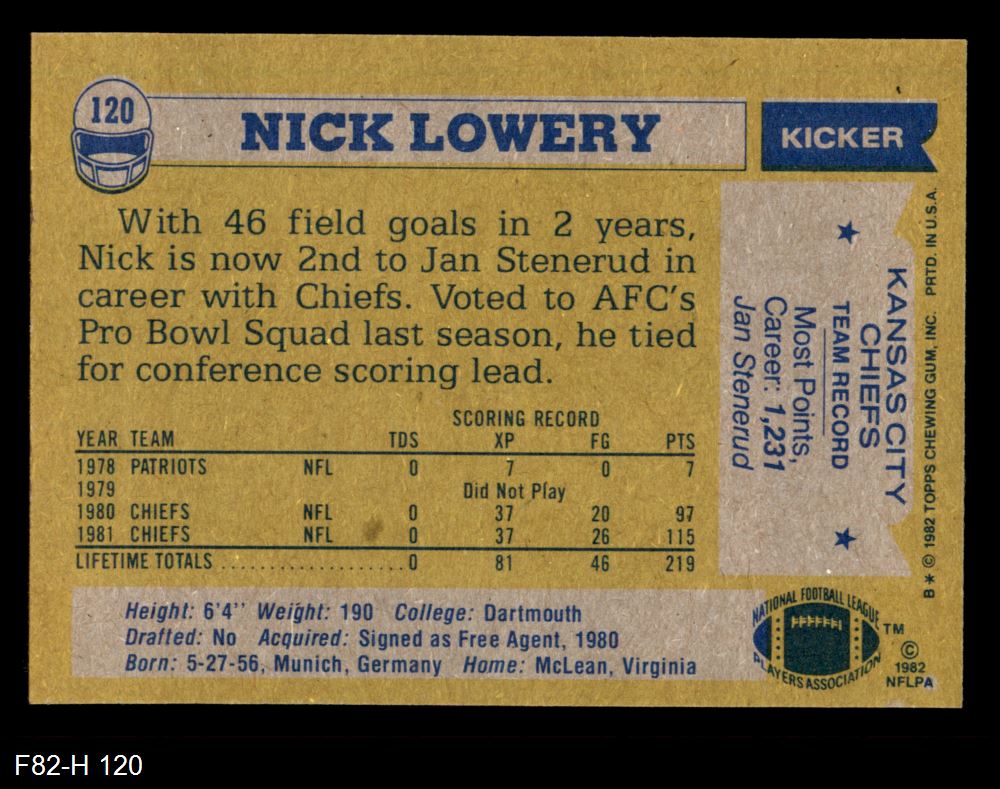 120
NICK LOWERY
KICKER
With 46 field goals in 2 years,
Nick is now 2nd to Jan Stenerud in
career with Chiefs. Voted to AFC's
Pro Bowl Squad last season, he tied
for conference scoring lead.
SCORING RECORD
YEAR TEAM TDS XP FG PTS
1978 PATRIOTS NFL 0 7 0 7
1979 Did Not Play
1980 CHIEFS NFL 0 37 20 97
1981 CHIEFS NFL 0 37 26 115
LIFETIME TOTALS ...................0 81 46 219
Height: 6'4" Weight: 190 College: Dartmouth
Drafted: No Acquired: Signed as Free Agent, 1980
Born: 5-27-56, Munich, Germany Home: McLean, Virginia
KANSAS CITY
CHIEFS
★ TEAM RECORD ★
Most Points,
Career: 1,231
Jan Stenerud
B* © 1982 TOPPS CHEWING GUM, INC. PRTD. IN U.S.A.
NATIONAL FOOTBALL LEAGUE
PLAYERS ASSOCIATION
TM
©
1982
NFLPA
F82-H 120